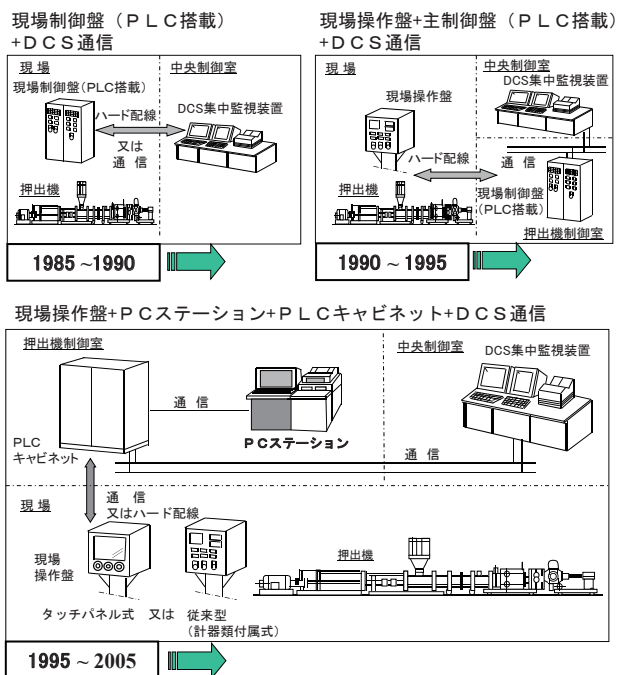 現場制御盤（ＰＬＣ搭載）
+ＤＣＳ通信
現 場
中央制御室
現場制御盤(PLC搭載)
DCS集中監視装置
ハード配線
又は
通 信
押出機
1985 ~1990
現場操作盤+主制御盤（ＰＬＣ搭載）
+ＤＣＳ通信
現 場
中央制御室
DCS集中監視装置
現場操作盤
ハード配線
通 信
押出機
現場制御盤
(PLC搭載)
押出機制御室
1990 ~ 1995
現場操作盤+ＰＣステーション+ＰＬＣキャビネット+ＤＣＳ通信
押出機制御室
中央制御室
DCS集中監視装置
通 信
ＰＣステーション
PLC
キャビネット
通 信
現 場
通 信
又はハード配線
現場
操作盤
押出機
タッチパネル式 又は 従来型
(計器類付属式)
1995 ~ 2005